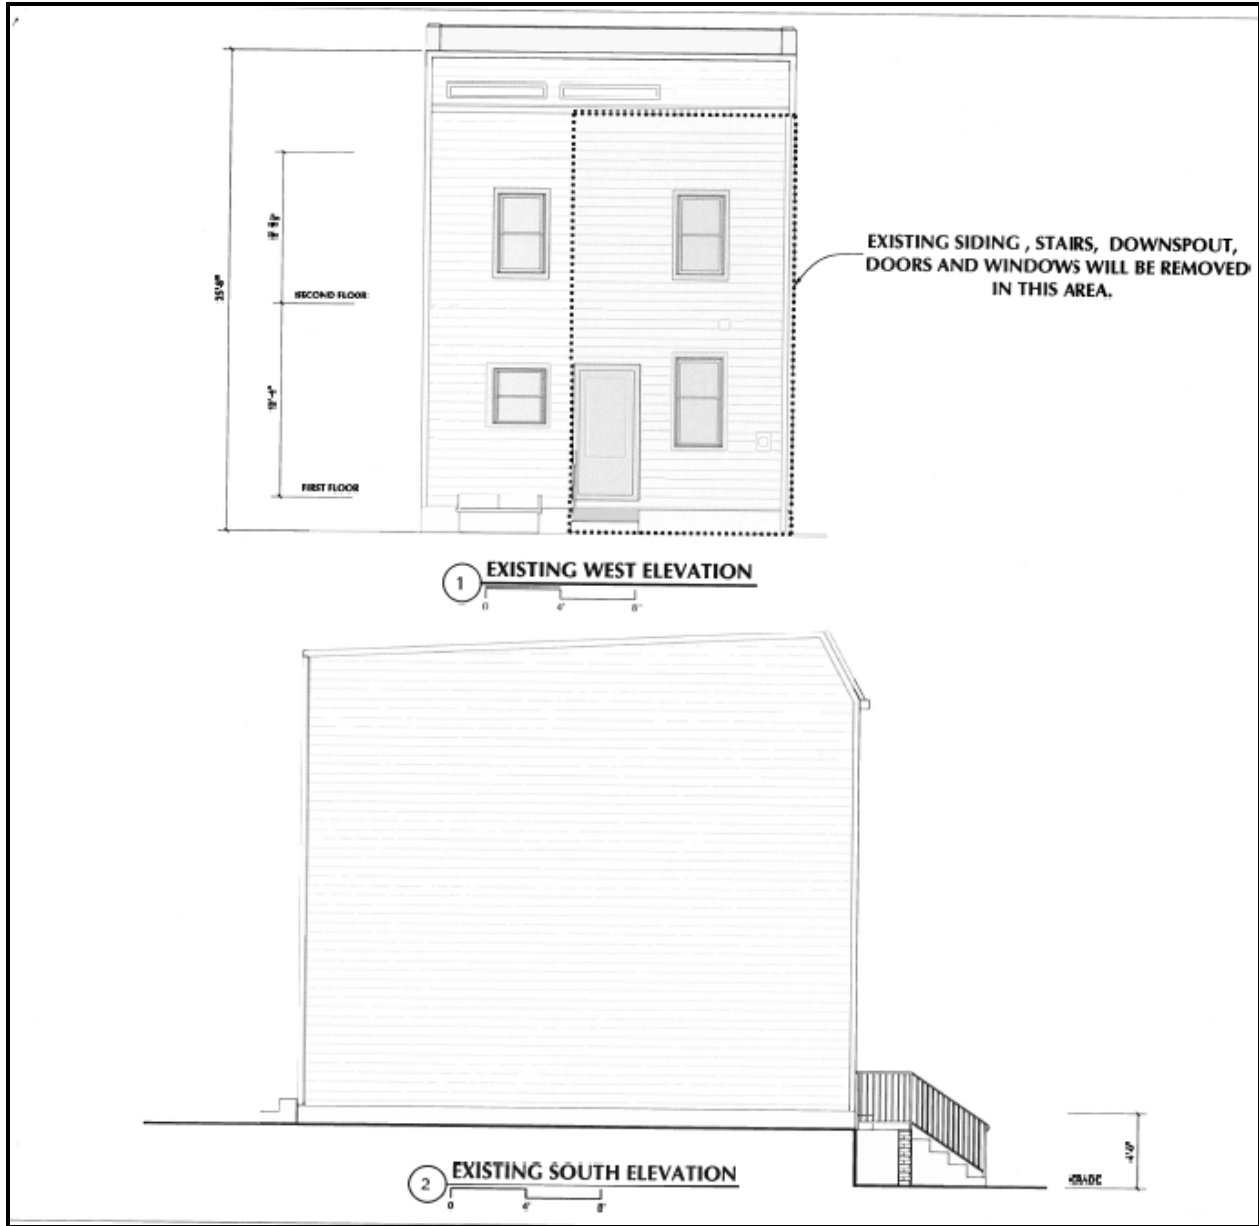 EXISTING SIDING , STAIRS, DOWNSPOUT,
DOORS AND WINDOWS WILL BE REMOVED
IN THIS AREA.
SECOND FLOOR
FIRST FLOOR
1 EXISTING WEST ELEVATION
0 4' 8'
2 EXISTING SOUTH ELEVATION
0 4' 8'
GRADE